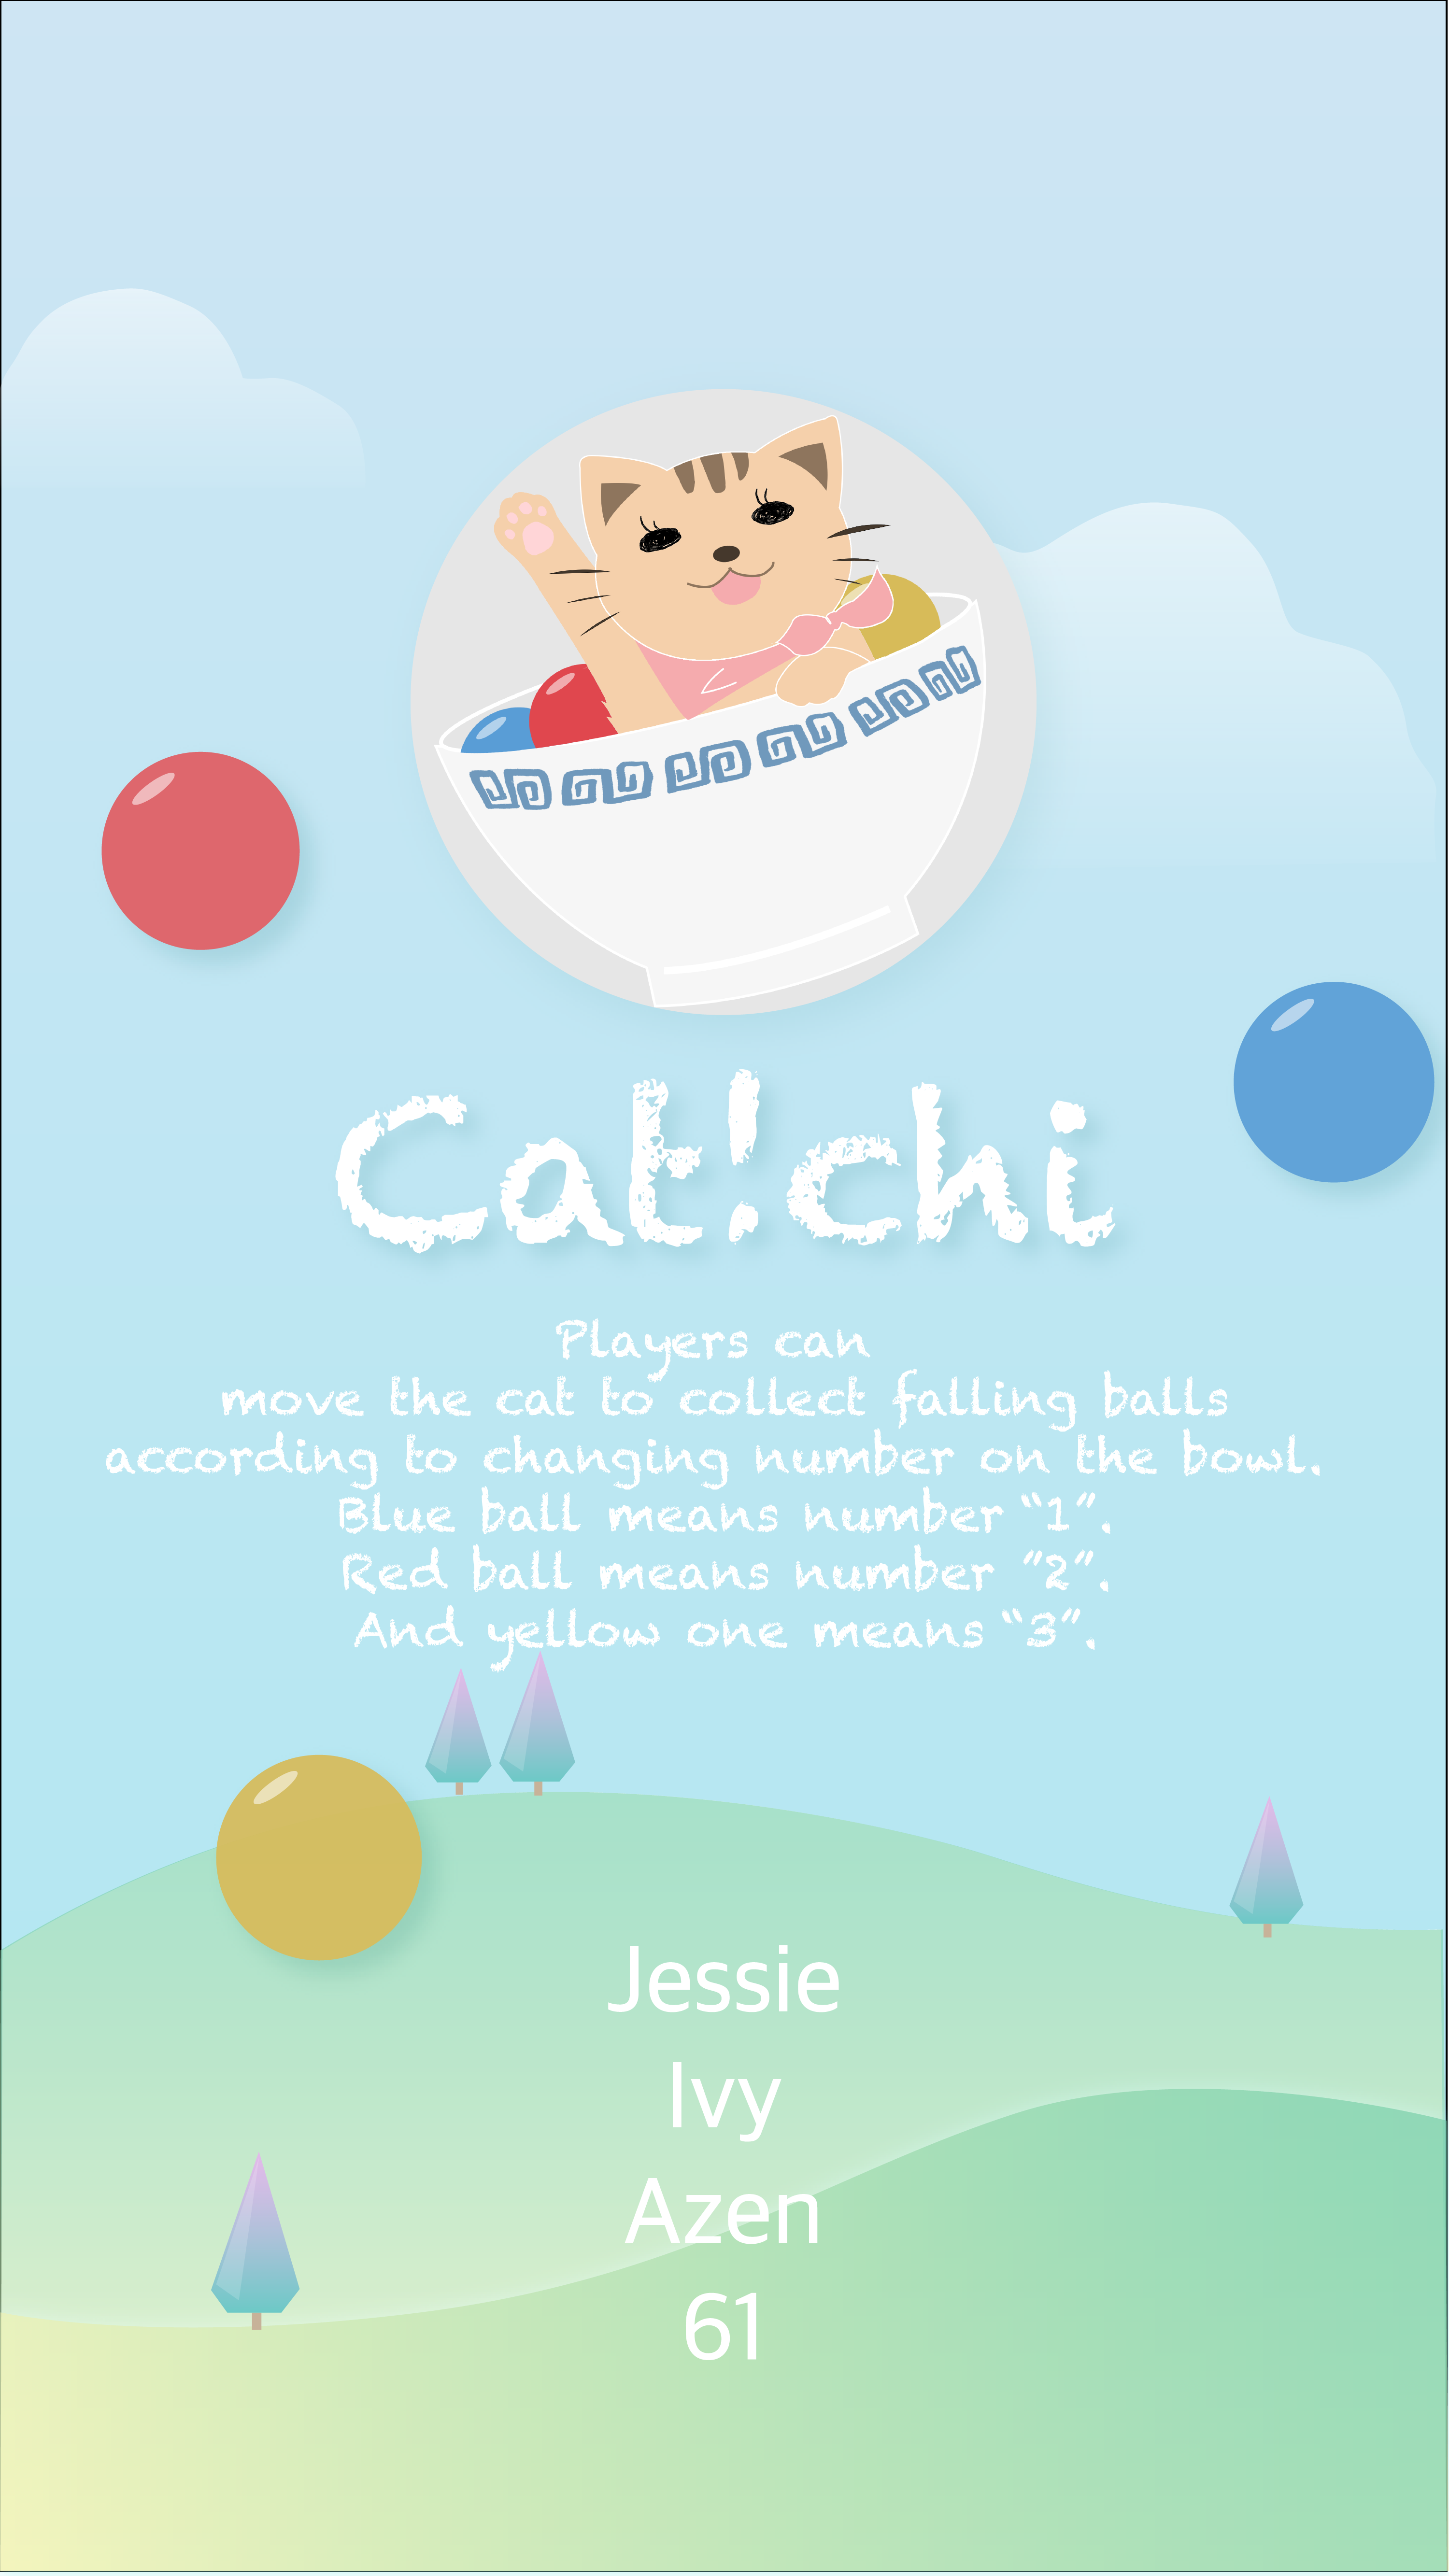 Cat!chi
Players can
move the cat to collect falling balls
according to changing number on the bowl.
Blue ball means number “1”.
Red ball means number “2”.
And yellow one means “3”.
Jessie
Ivy
Azen
61